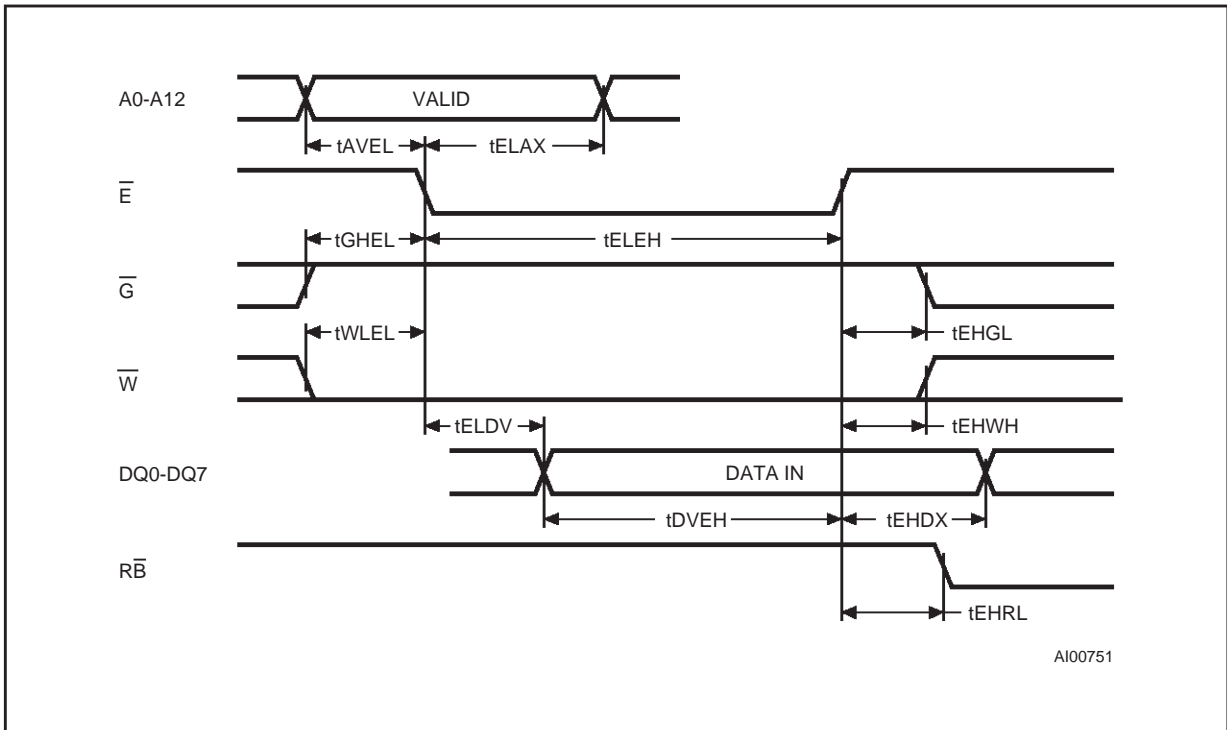 A0-A12
VALID
tAVEL
tELAX
E̅
tGHEL
tELEH
G̅
tWLEL
tEHGL
W̅
tELDV
tEHWH
DQ0-DQ7
DATA IN
tDVEH
tEHDX
RB̅
tEHRL
AI00751